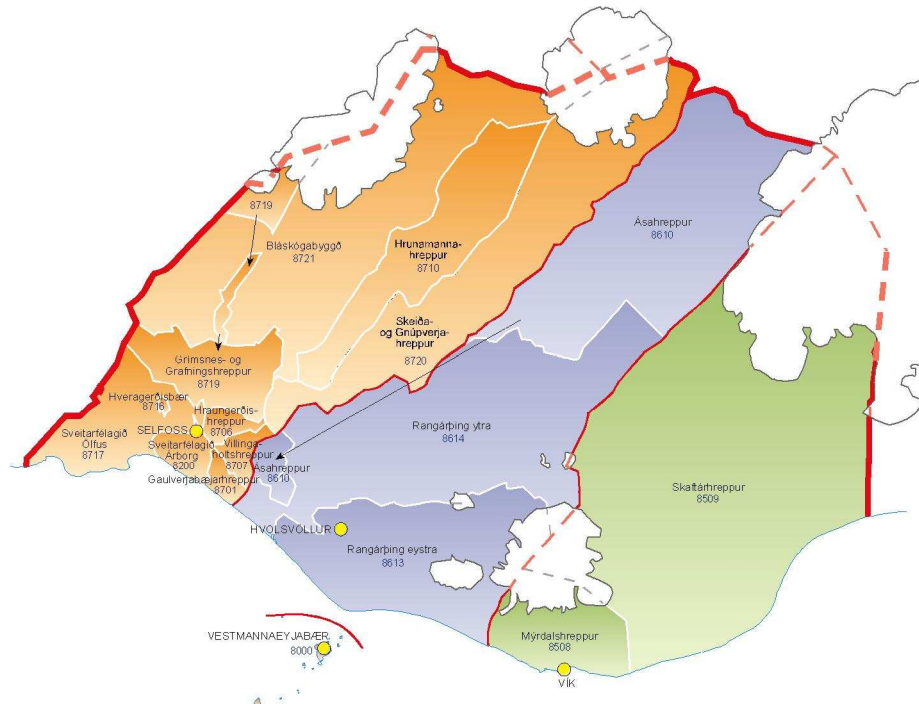 8719
Bláskógabyggð
8721
Hrunamanna-
hreppur
8710
Ásahreppur
8610
Skeiða-
og Gnúpverja-
hreppur
8720
Grímsnes- og
Grafningshreppur
8719
Hveragerðisbær
8716
Hraungerðis-
hreppur
8706
SELFOSS
Sveitarfélagið
Ölfus
8717
Sveitarfélagið
Árborg
8200
Villinga-
holtshreppur
8707
Gaulverjabæjarhreppur
8701
Ásahreppur
8610
Rangárþing ytra
8614
Skaftárhreppur
8509
HVOLSVÖLLUR
Rangárþing eystra
8613
VESTMANNAEYJABÆR
8000
Mýrdalshreppur
8508
VÍK